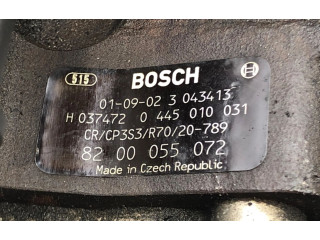 515 BOSCH
01-09-02 3 043413
H 037472 0 445 010 031
CR/CP3S3/R70/20-789
82 00 055 072
Made in Czech Republic